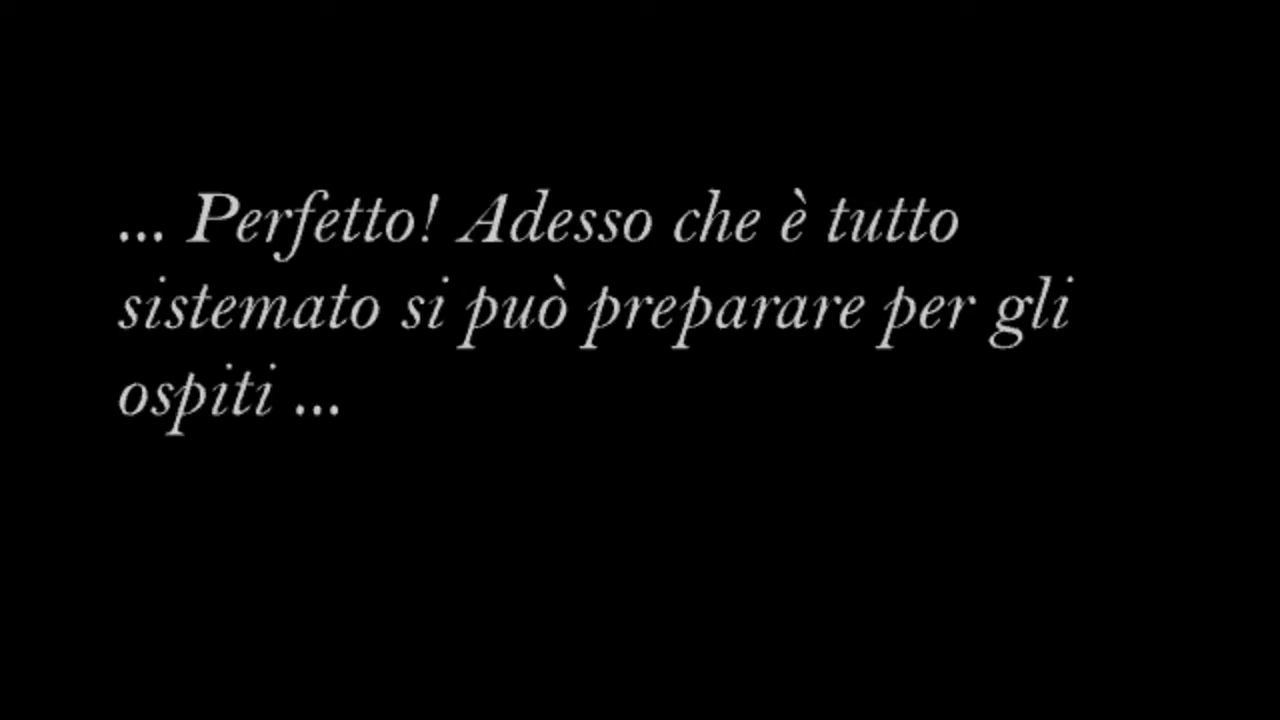 ... Perfetto! Adesso che è tutto
sistemato si può preparare per gli
ospiti ...